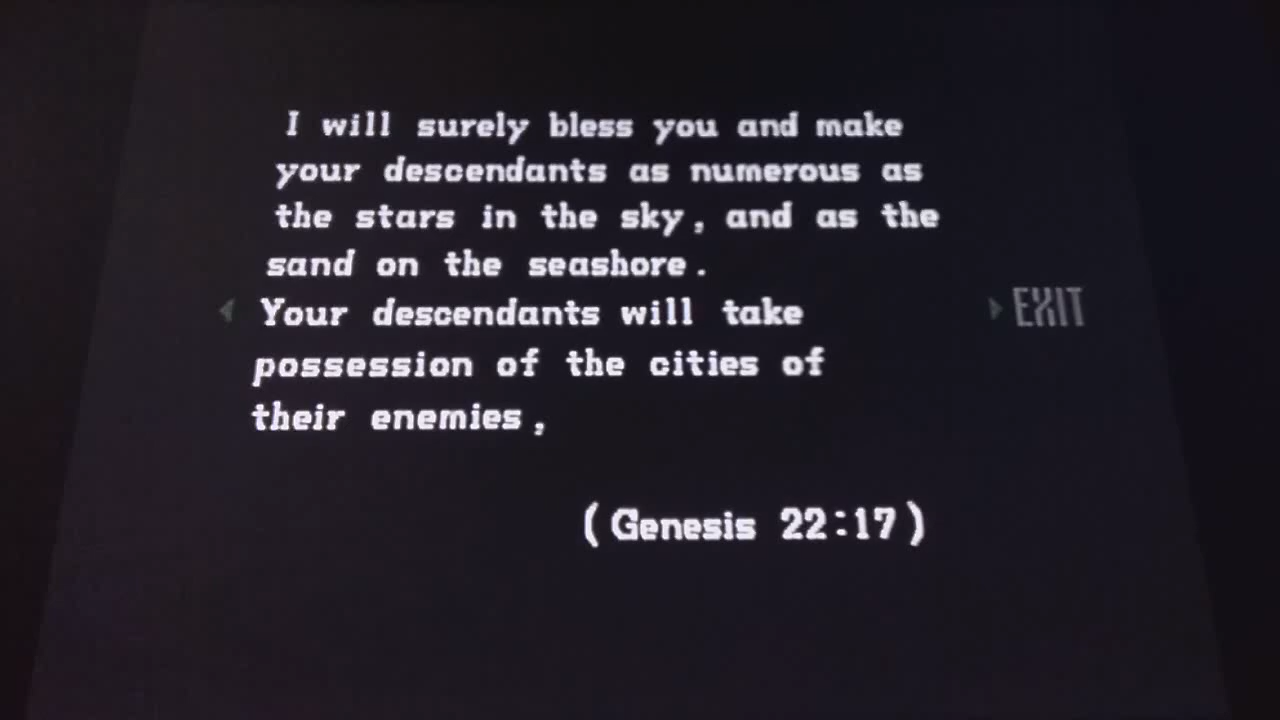 I will surely bless you and make
your descendants as numerous as
the stars in the sky, and as the
sand on the seashore.
Your descendants will take
possession of the cities of
their enemies,
(Genesis 22:17)
EXIT